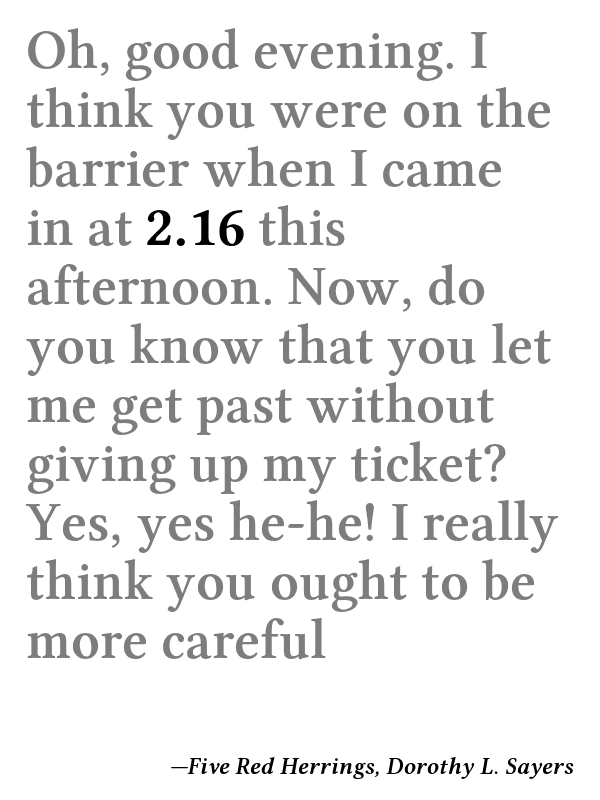 Oh, good evening. I
think you were on the
barrier when I came
in at 2.16 this
afternoon. Now, do
you know that you let
me get past without
giving up my ticket?
Yes, yes he-he! I really
think you ought to be
more careful
—Five Red Herrings, Dorothy L. Sayers